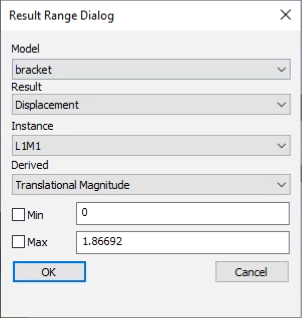 Result Range Dialog
Model
bracket
Result
Displacement
Instance
L1M1
Derived
Translational Magnitude
Min 0
Max 1.86692
OK Cancel